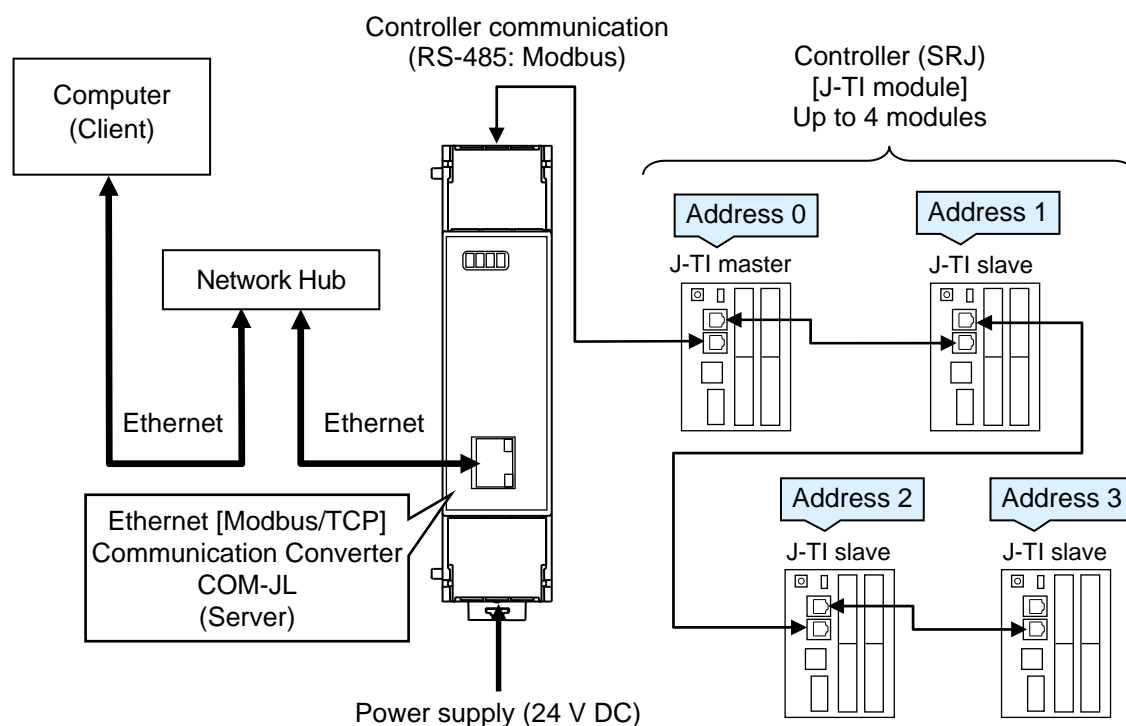 Controller communication
(RS-485: Modbus)
Controller (SRJ)
[J-TI module]
Up to 4 modules
Computer
(Client)
Address 0
Address 1
J-TI master
J-TI slave
Network Hub
Ethernet
Ethernet
Address 2
Address 3
Ethernet [Modbus/TCP]
Communication Converter
COM-JL
(Server)
J-TI slave
J-TI slave
Power supply (24 V DC)